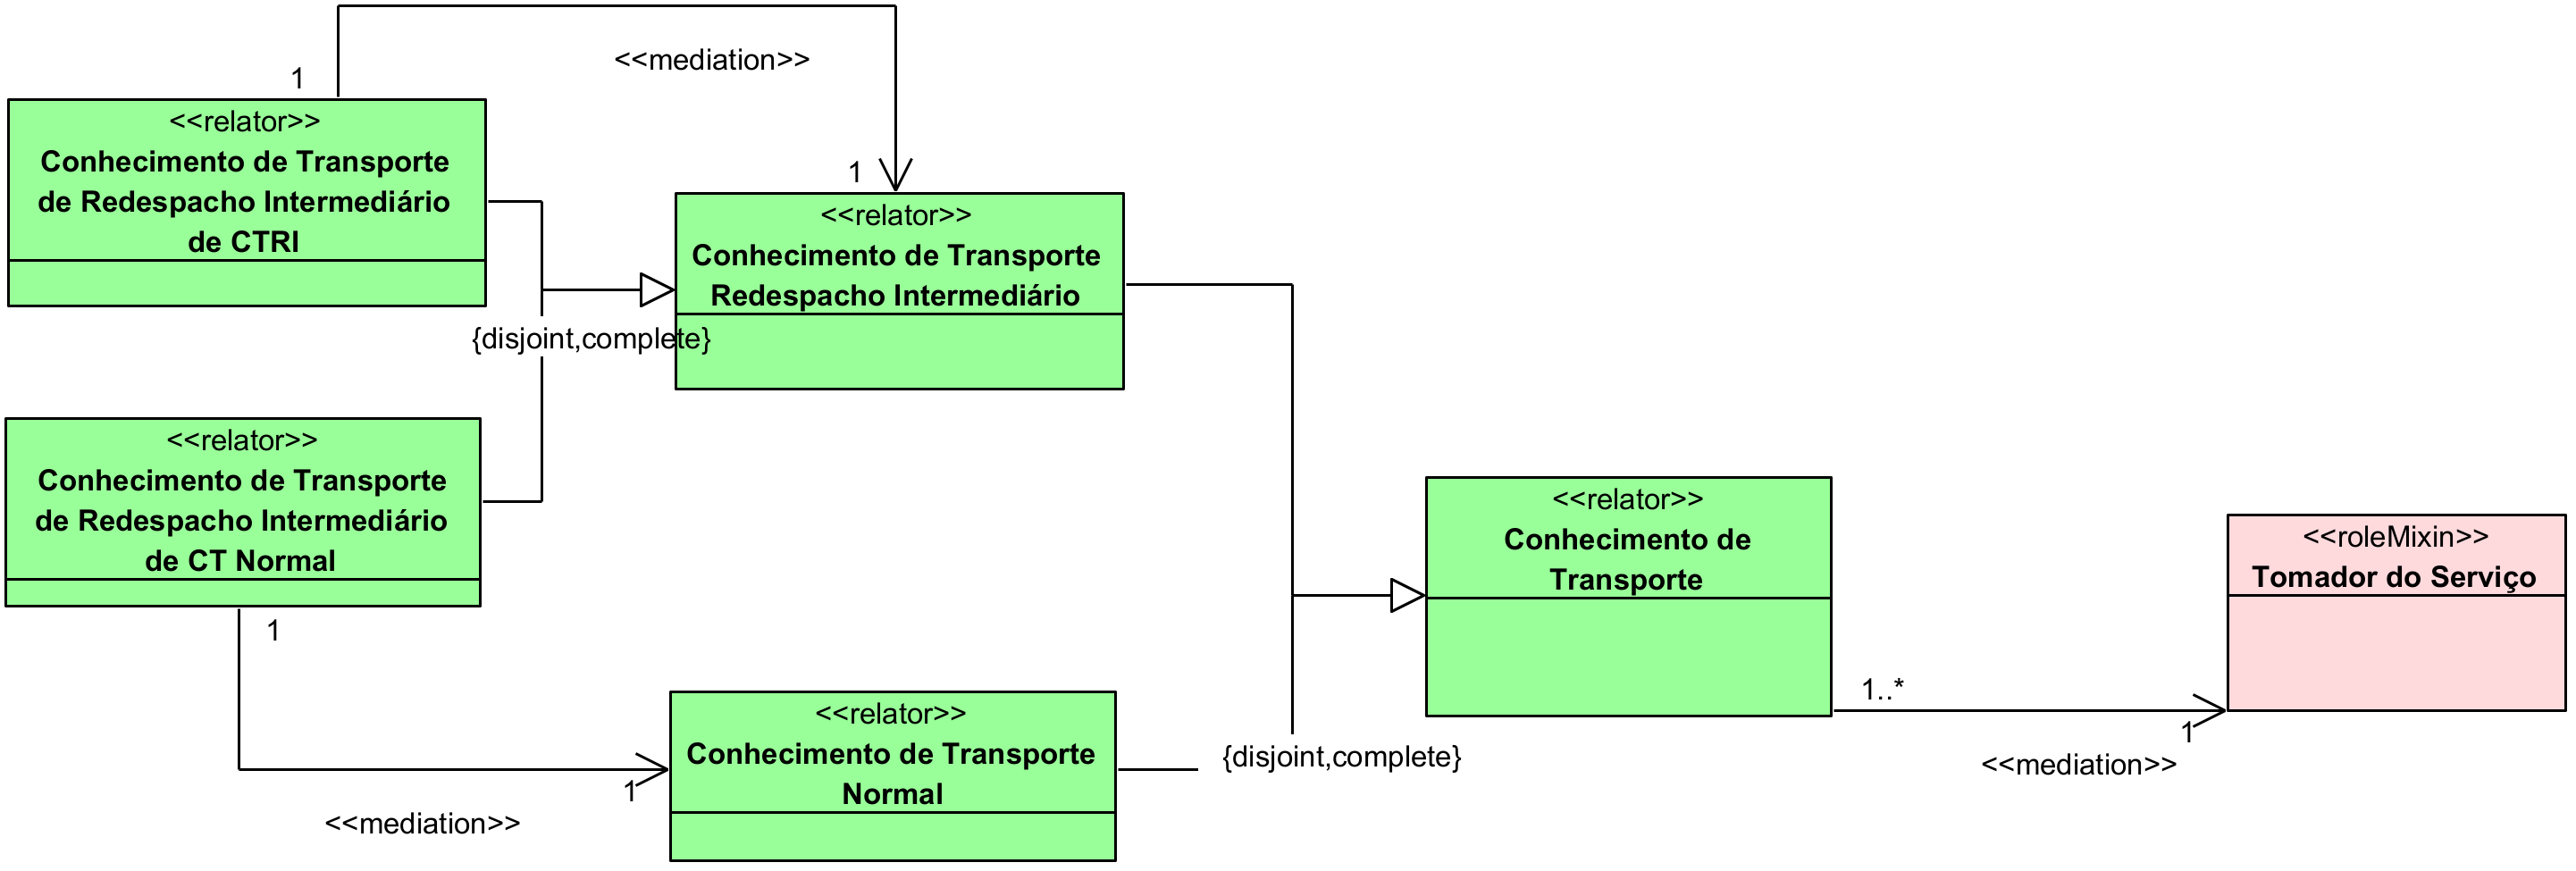 <<mediation>>
1
<<relator>>
Conhecimento de Transporte
de Redespacho Intermediário
de CTRI
1
<<relator>>
Conhecimento de Transporte
Redespacho Intermediário
{disjoint,complete}
<<relator>>
Conhecimento de Transporte
de Redespacho Intermediário
de CT Normal
1
<<relator>>
Conhecimento de
Transporte
<<roleMixin>>
Tomador do Serviço
1..*
1
<<mediation>>
<<relator>>
Conhecimento de Transporte
Normal
{disjoint,complete}
1
<<mediation>>